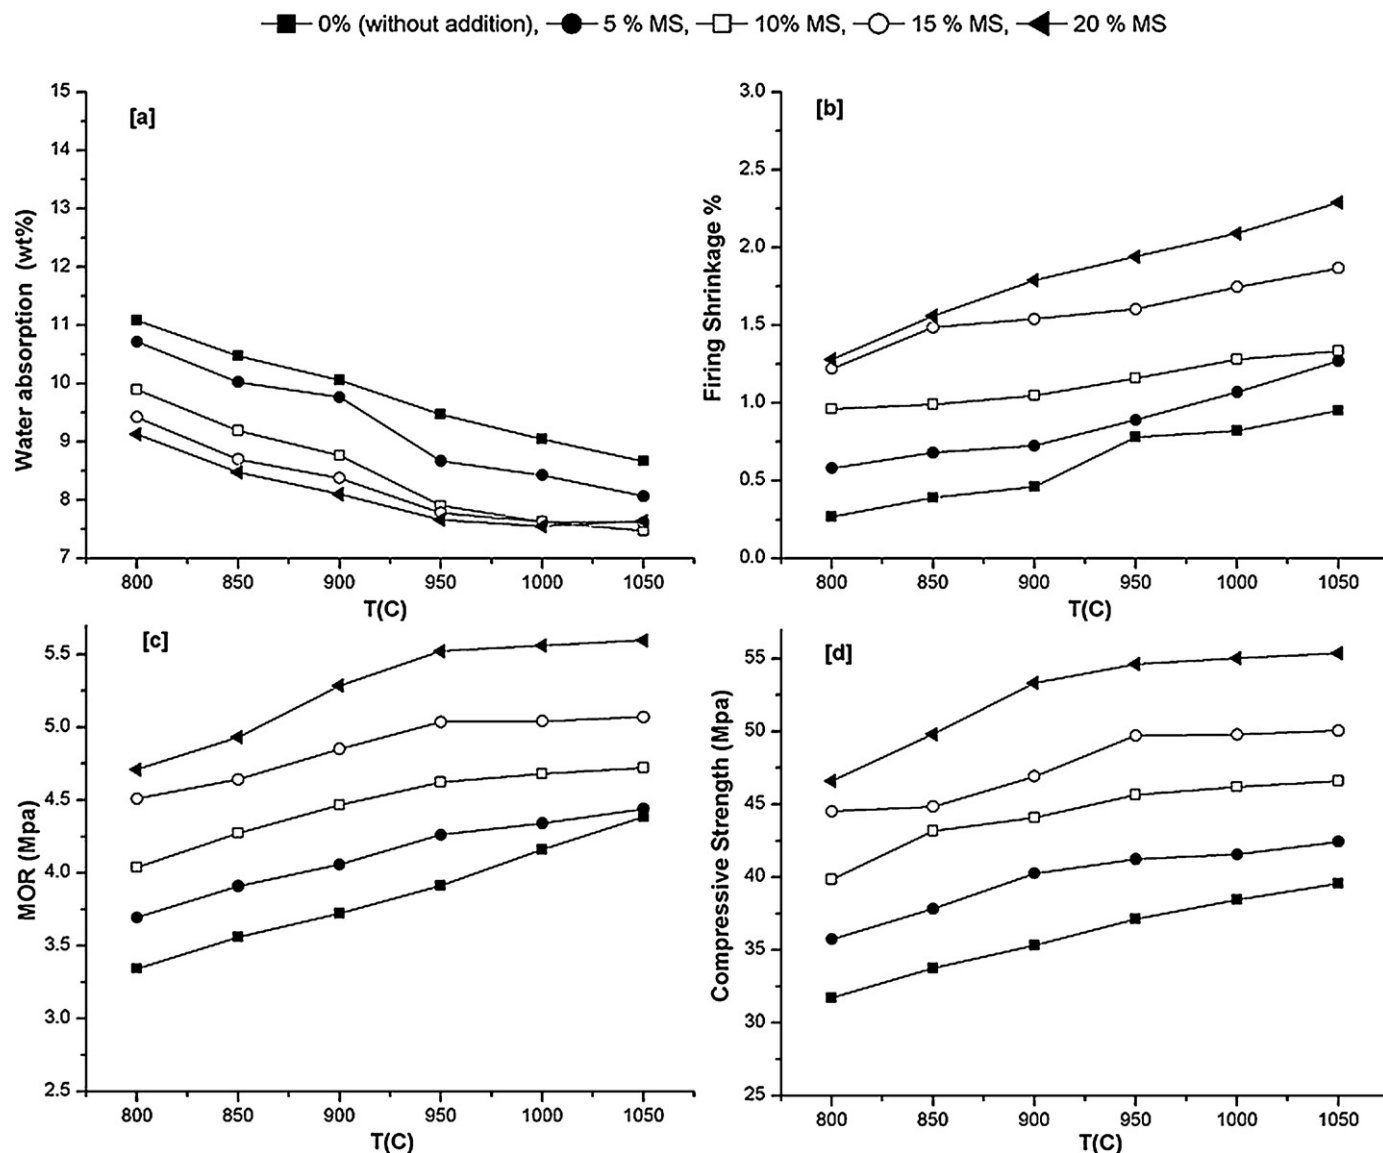 0% (without addition), 5 % MS, 10% MS, 15 % MS, 20 % MS
[a]
Water absorption (wt%)
15
14
13
12
11
10
9
8
7
800 850 900 950 1000 1050
T(C)
[b]
Firing Shrinkage %
3.0
2.5
2.0
1.5
1.0
0.5
0.0
800 850 900 950 1000 1050
T(C)
[c]
MOR (Mpa)
5.5
5.0
4.5
4.0
3.5
3.0
2.5
800 850 900 950 1000 1050
T(C)
[d]
Compressive Strength (Mpa)
55
50
45
40
35
30
25
800 850 900 950 1000 1050
T(C)